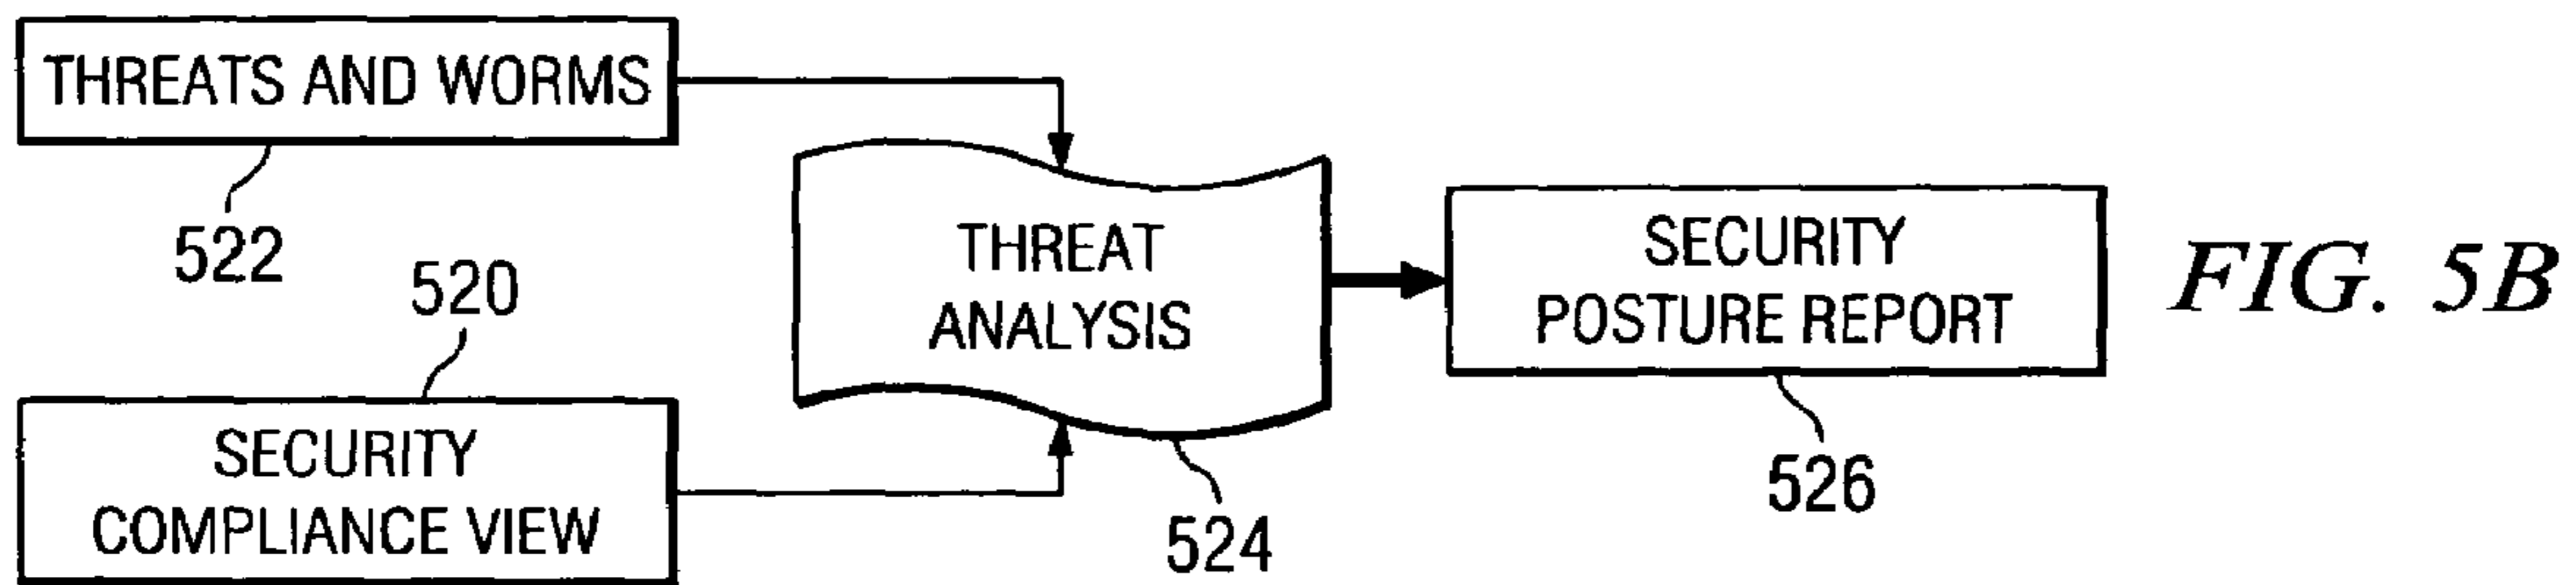 THREATS AND WORMS
522
520
SECURITY
COMPLIANCE VIEW
THREAT
ANALYSIS
524
SECURITY
POSTURE REPORT
526
FIG. 5B